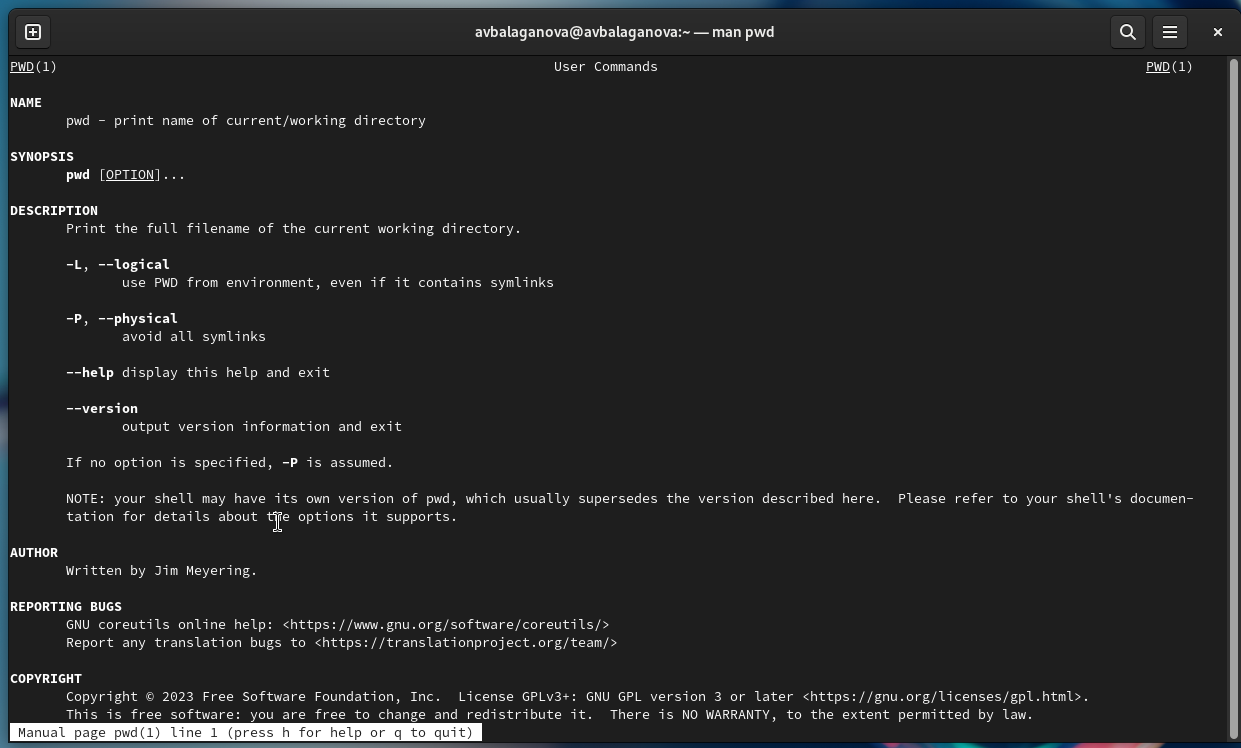 avbalaganova@avbalaganova:~ — man pwd
PWD(1) User Commands PWD(1)
NAME
pwd - print name of current/working directory
SYNOPSIS
pwd [OPTION]...
DESCRIPTION
Print the full filename of the current working directory.
-L, --logical
use PWD from environment, even if it contains symlinks
-P, --physical
avoid all symlinks
--help display this help and exit
--version
output version information and exit
If no option is specified, -P is assumed.
NOTE: your shell may have its own version of pwd, which usually supersedes the version described here.  Please refer to your shell's documen-
tation for details about the options it supports.
AUTHOR
Written by Jim Meyering.
REPORTING BUGS
GNU coreutils online help: <https://www.gnu.org/software/coreutils/>
Report any translation bugs to <https://translationproject.org/team/>
COPYRIGHT
Copyright © 2023 Free Software Foundation, Inc.  License GPLv3+: GNU GPL version 3 or later <https://gnu.org/licenses/gpl.html>.
This is free software: you are free to change and redistribute it.  There is NO WARRANTY, to the extent permitted by law.
Manual page pwd(1) line 1 (press h for help or q to quit)